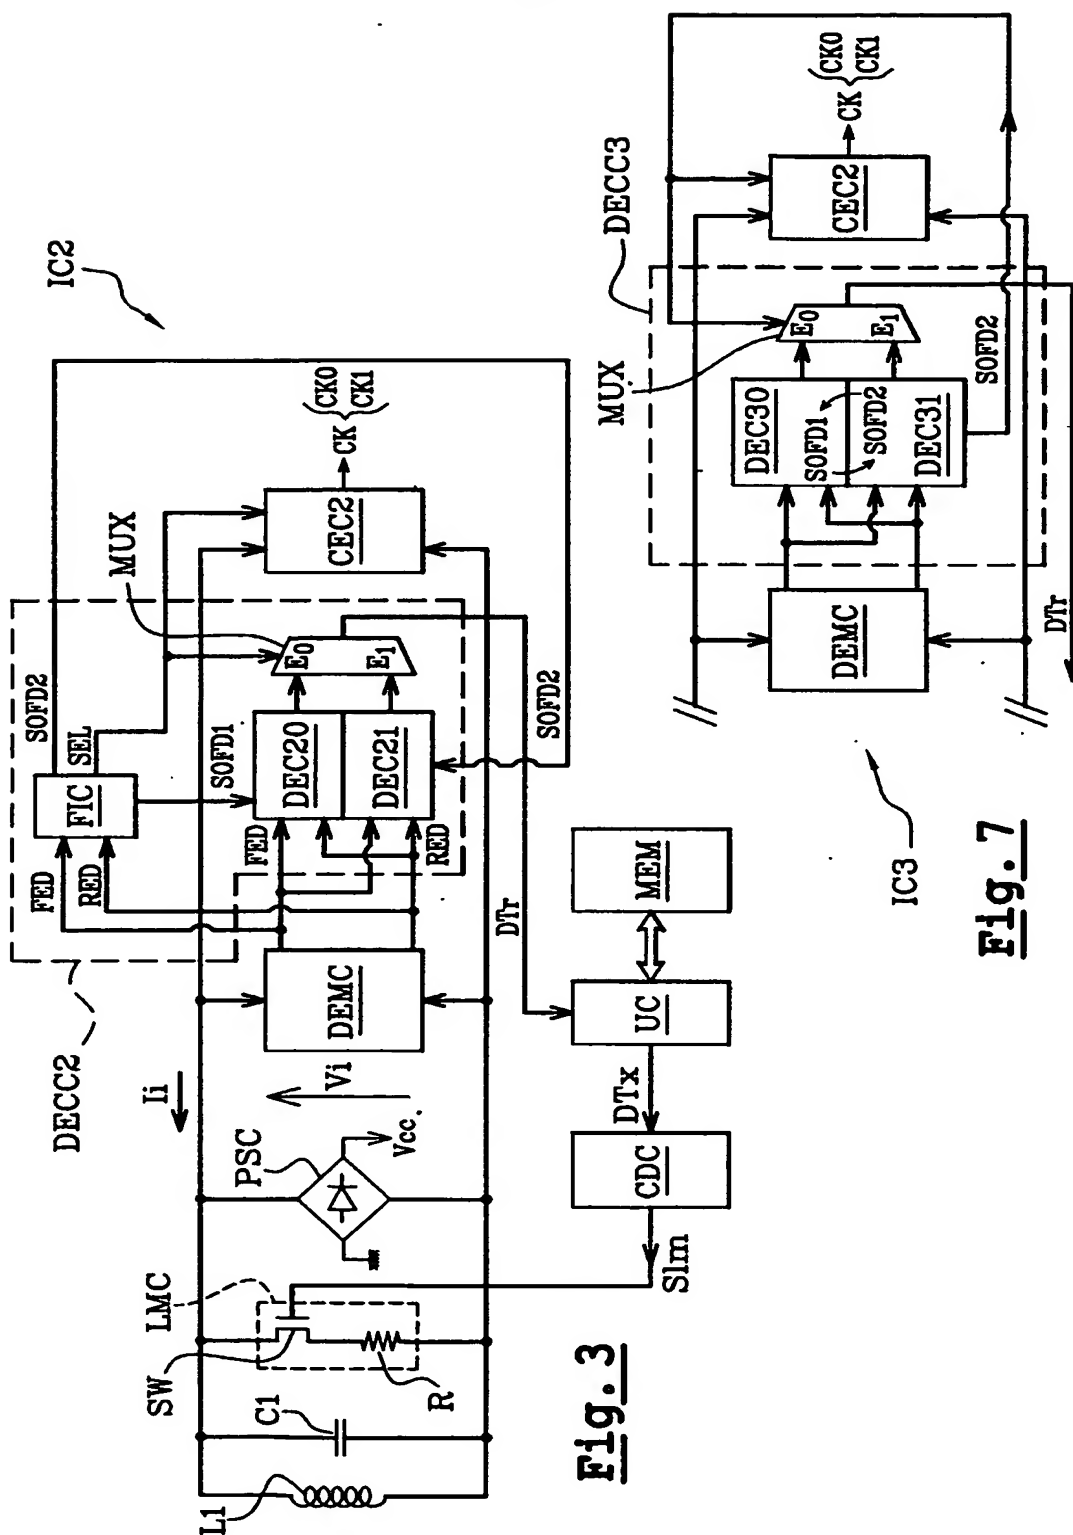 IC2
SOFD2
SEL
FIC
FED
RED
DECC2
MUX
CK0
CK1
CK
CEC2
E0
E1
SOFD1
DEC20
DEC21
FED
RED
SOFD2
DEMC
DTr
Ii
Vi
PSC
Vcc
LMC
SW
R
C1
L1
MEM
UC
DTx
CDC
Slm
Fig. 3
DECC3
CK0
CK1
CK
CEC2
MUX
E0
E1
DEC30
SOFD1
SOFD2
DEC31
SOFD2
DEMC
DTr
IC3
Fig. 7